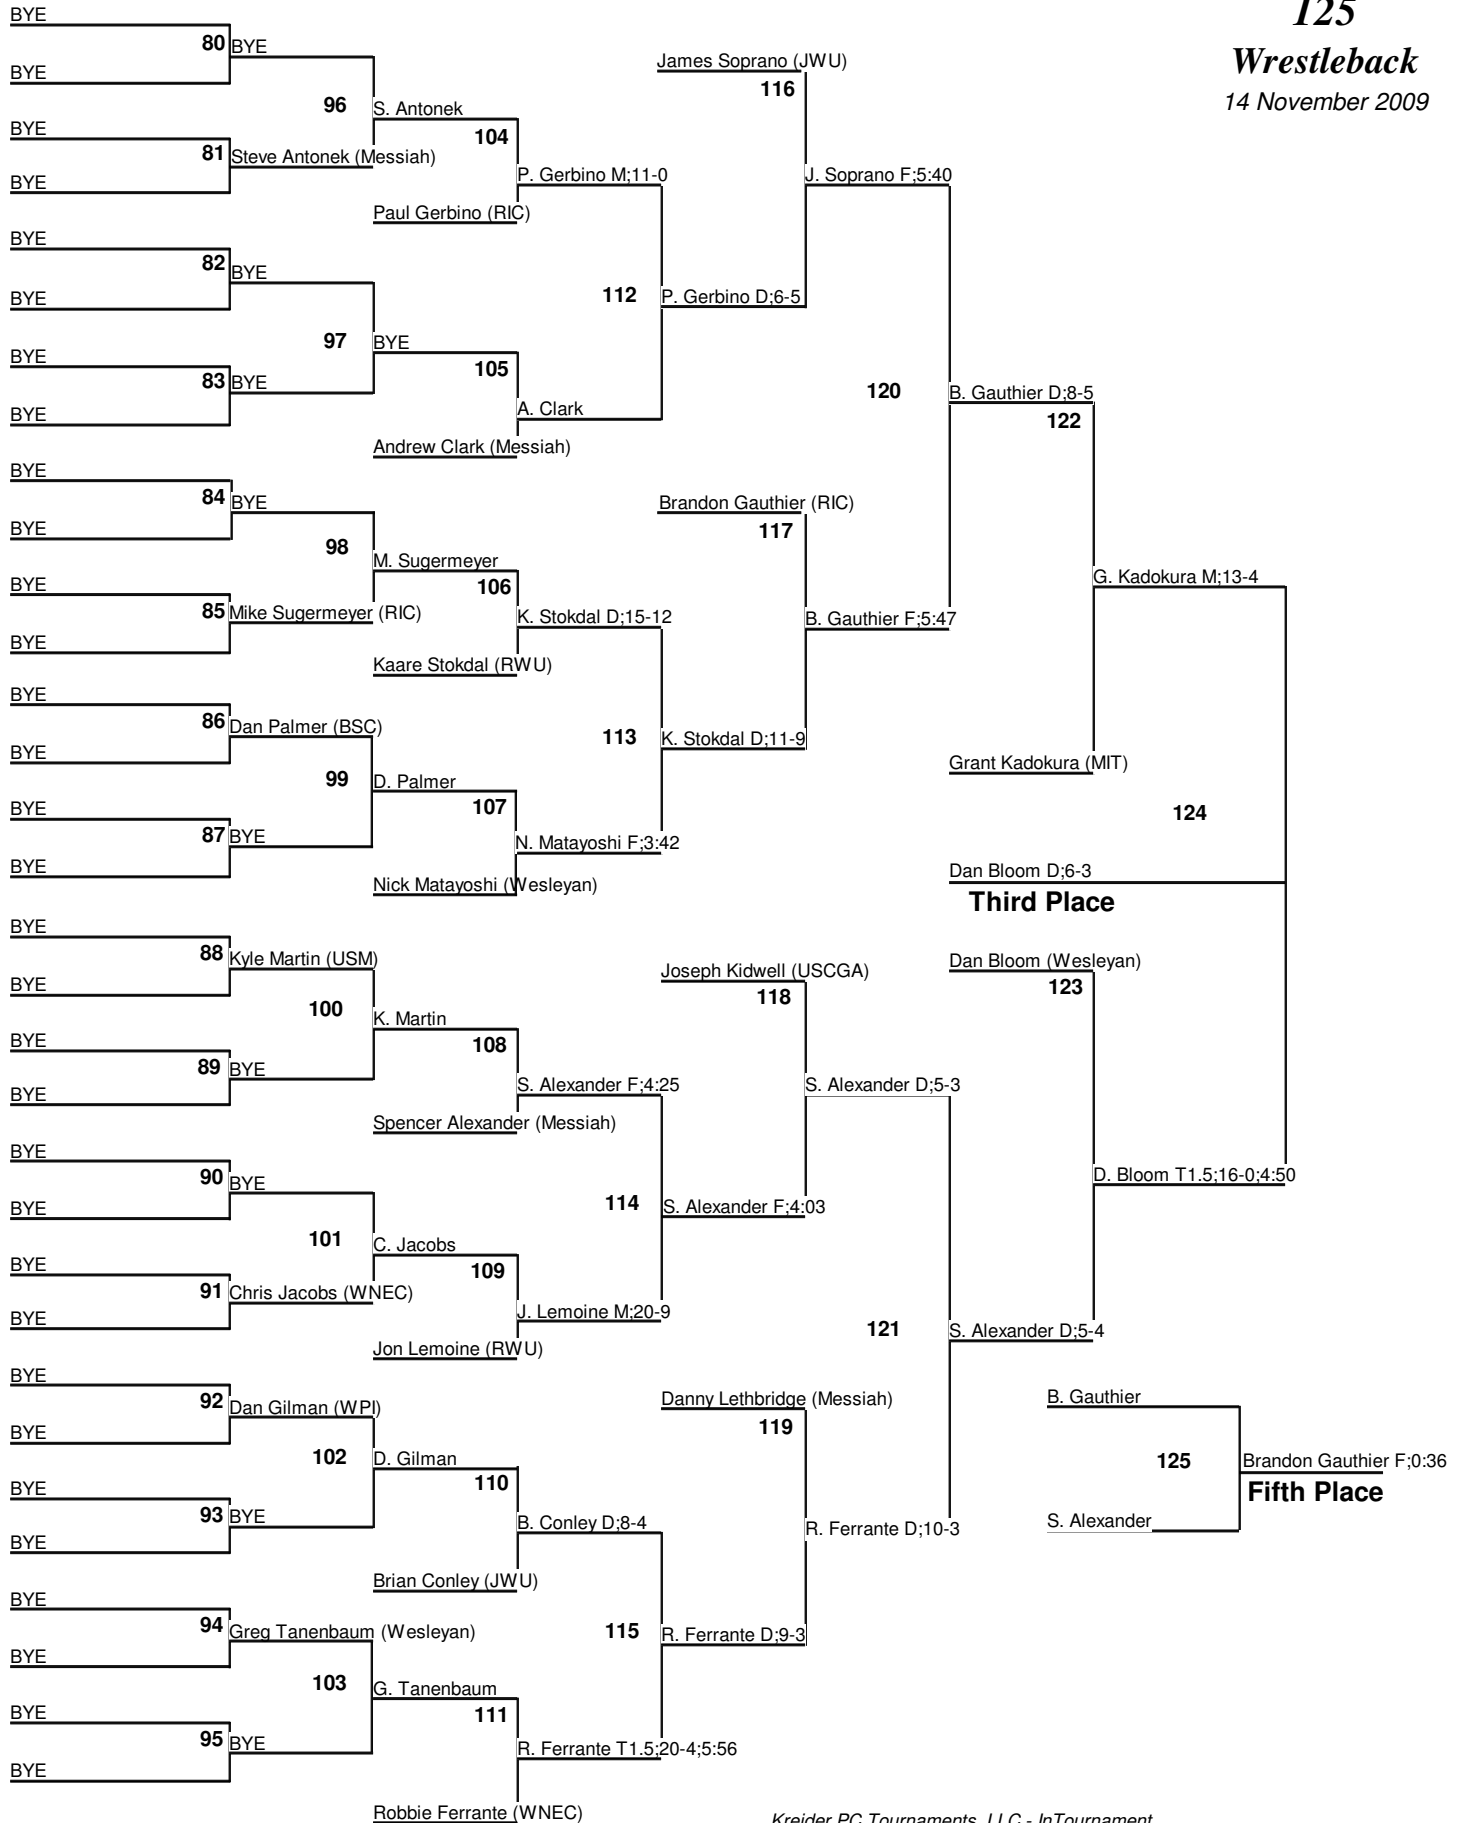 125
Wrestleback
14 November 2009
BYE
80 BYE
BYE
James Soprano (JWU)
116
96 S. Antonek
104
BYE
81 Steve Antonek (Messiah)
BYE
P. Gerbino M;11-0
J. Soprano F;5:40
Paul Gerbino (RIC)
BYE
82 BYE
BYE
112 P. Gerbino D;6-5
97 BYE
105
BYE
83 BYE
BYE
120 B. Gauthier D;8-5
122
A. Clark
Andrew Clark (Messiah)
BYE
84 BYE
BYE
Brandon Gauthier (RIC)
117
98 M. Sugermeyer
106
BYE
85 Mike Sugermeyer (RIC)
BYE
G. Kadokura M;13-4
K. Stokdal D;15-12
B. Gauthier F;5:47
Kaare Stokdal (RWU)
BYE
86 Dan Palmer (BSC)
BYE
113 K. Stokdal D;11-9
Grant Kadokura (MIT)
99 D. Palmer
107
124
BYE
87 BYE
BYE
N. Matayoshi F;3:42
Nick Matayoshi (Wesleyan)
Dan Bloom D;6-3
Third Place
BYE
88 Kyle Martin (USM)
BYE
Joseph Kidwell (USCGA)
118
Dan Bloom (Wesleyan)
123
100 K. Martin
108
BYE
89 BYE
BYE
S. Alexander F;4:25
S. Alexander D;5-3
Spencer Alexander (Messiah)
BYE
90 BYE
BYE
114 S. Alexander F;4:03
D. Bloom T1.5;16-0;4:50
101 C. Jacobs
109
BYE
91 Chris Jacobs (WNEC)
BYE
J. Lemoine M;20-9
121 S. Alexander D;5-4
Jon Lemoine (RWU)
BYE
92 Dan Gilman (WPI)
BYE
Danny Lethbridge (Messiah)
119
B. Gauthier
102 D. Gilman
110
125 Brandon Gauthier F;0:36
Fifth Place
BYE
93 BYE
BYE
B. Conley D;8-4
R. Ferrante D;10-3
S. Alexander
Brian Conley (JWU)
BYE
94 Greg Tanenbaum (Wesleyan)
BYE
115 R. Ferrante D;9-3
103 G. Tanenbaum
111
BYE
95 BYE
BYE
R. Ferrante T1.5;20-4;5:56
Robbie Ferrante (WNEC)
Kreider PC Tournaments, LLC - InTournament